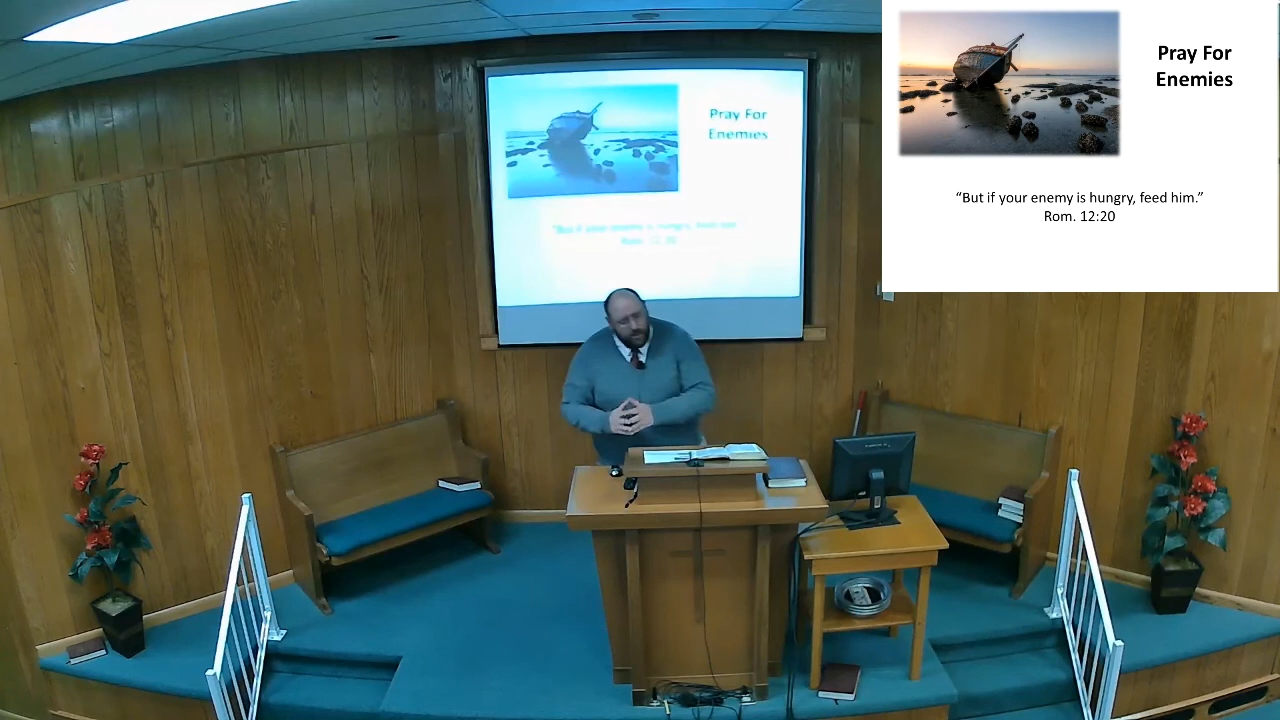 Pray For
Enemies
Pray For
Enemies
“But if your enemy is hungry, feed him.”
Rom. 12:20